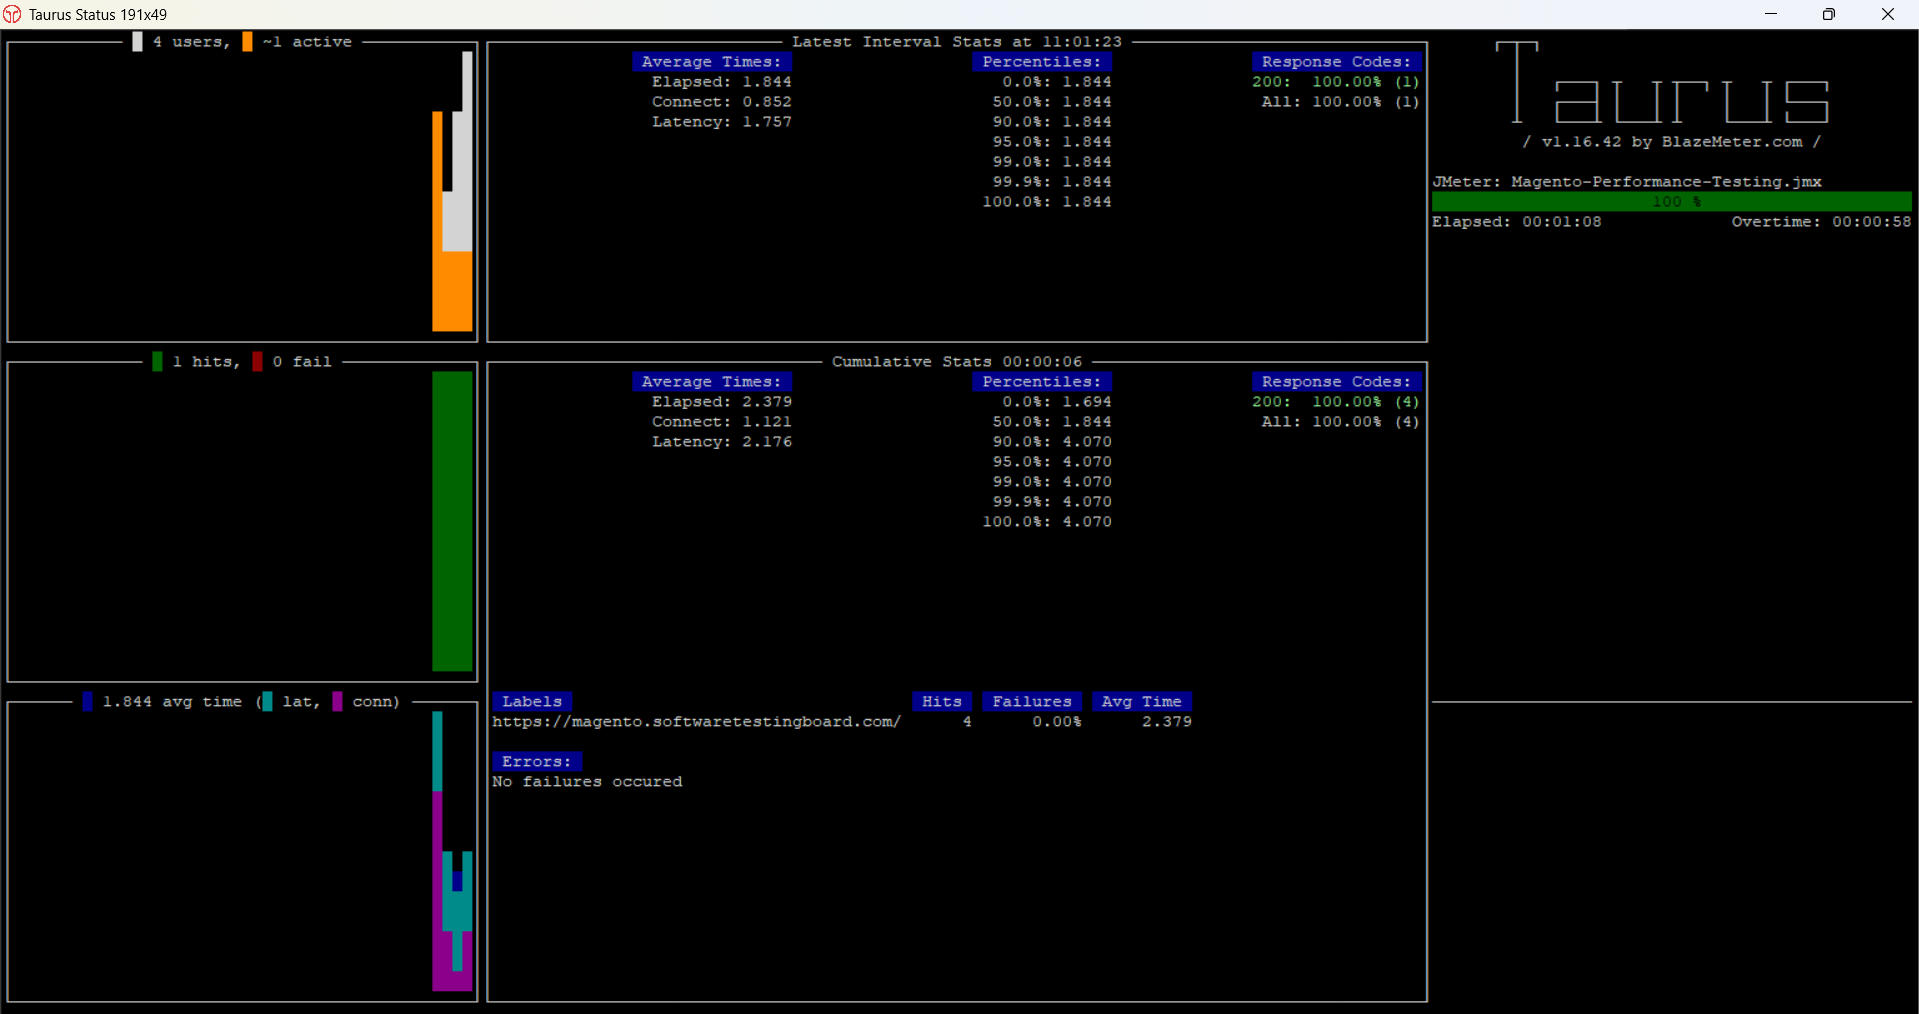 Taurus Status 191x49
4 users, ~1 active
Latest Interval Stats at 11:01:23
Average Times:
Elapsed: 1.844
Connect: 0.852
Latency: 1.757
Percentiles:
0.0%: 1.844
50.0%: 1.844
90.0%: 1.844
95.0%: 1.844
99.0%: 1.844
99.9%: 1.844
100.0%: 1.844
Response Codes:
200: 100.00% (1)
All: 100.00% (1)
Taurus
/ v1.16.42 by BlazeMeter.com /
JMeter: Magento-Performance-Testing.jmx
100 %
Elapsed: 00:01:08 Overtime: 00:00:58
1 hits, 0 fail
Cumulative Stats 00:00:06
Average Times:
Elapsed: 2.379
Connect: 1.121
Latency: 2.176
Percentiles:
0.0%: 1.694
50.0%: 1.844
90.0%: 4.070
95.0%: 4.070
99.0%: 4.070
99.9%: 4.070
100.0%: 4.070
Response Codes:
200: 100.00% (4)
All: 100.00% (4)
1.844 avg time ( lat, conn)
Labels Hits Failures Avg Time
https://magento.softwaretestingboard.com/ 4 0.00% 2.379
Errors:
No failures occured